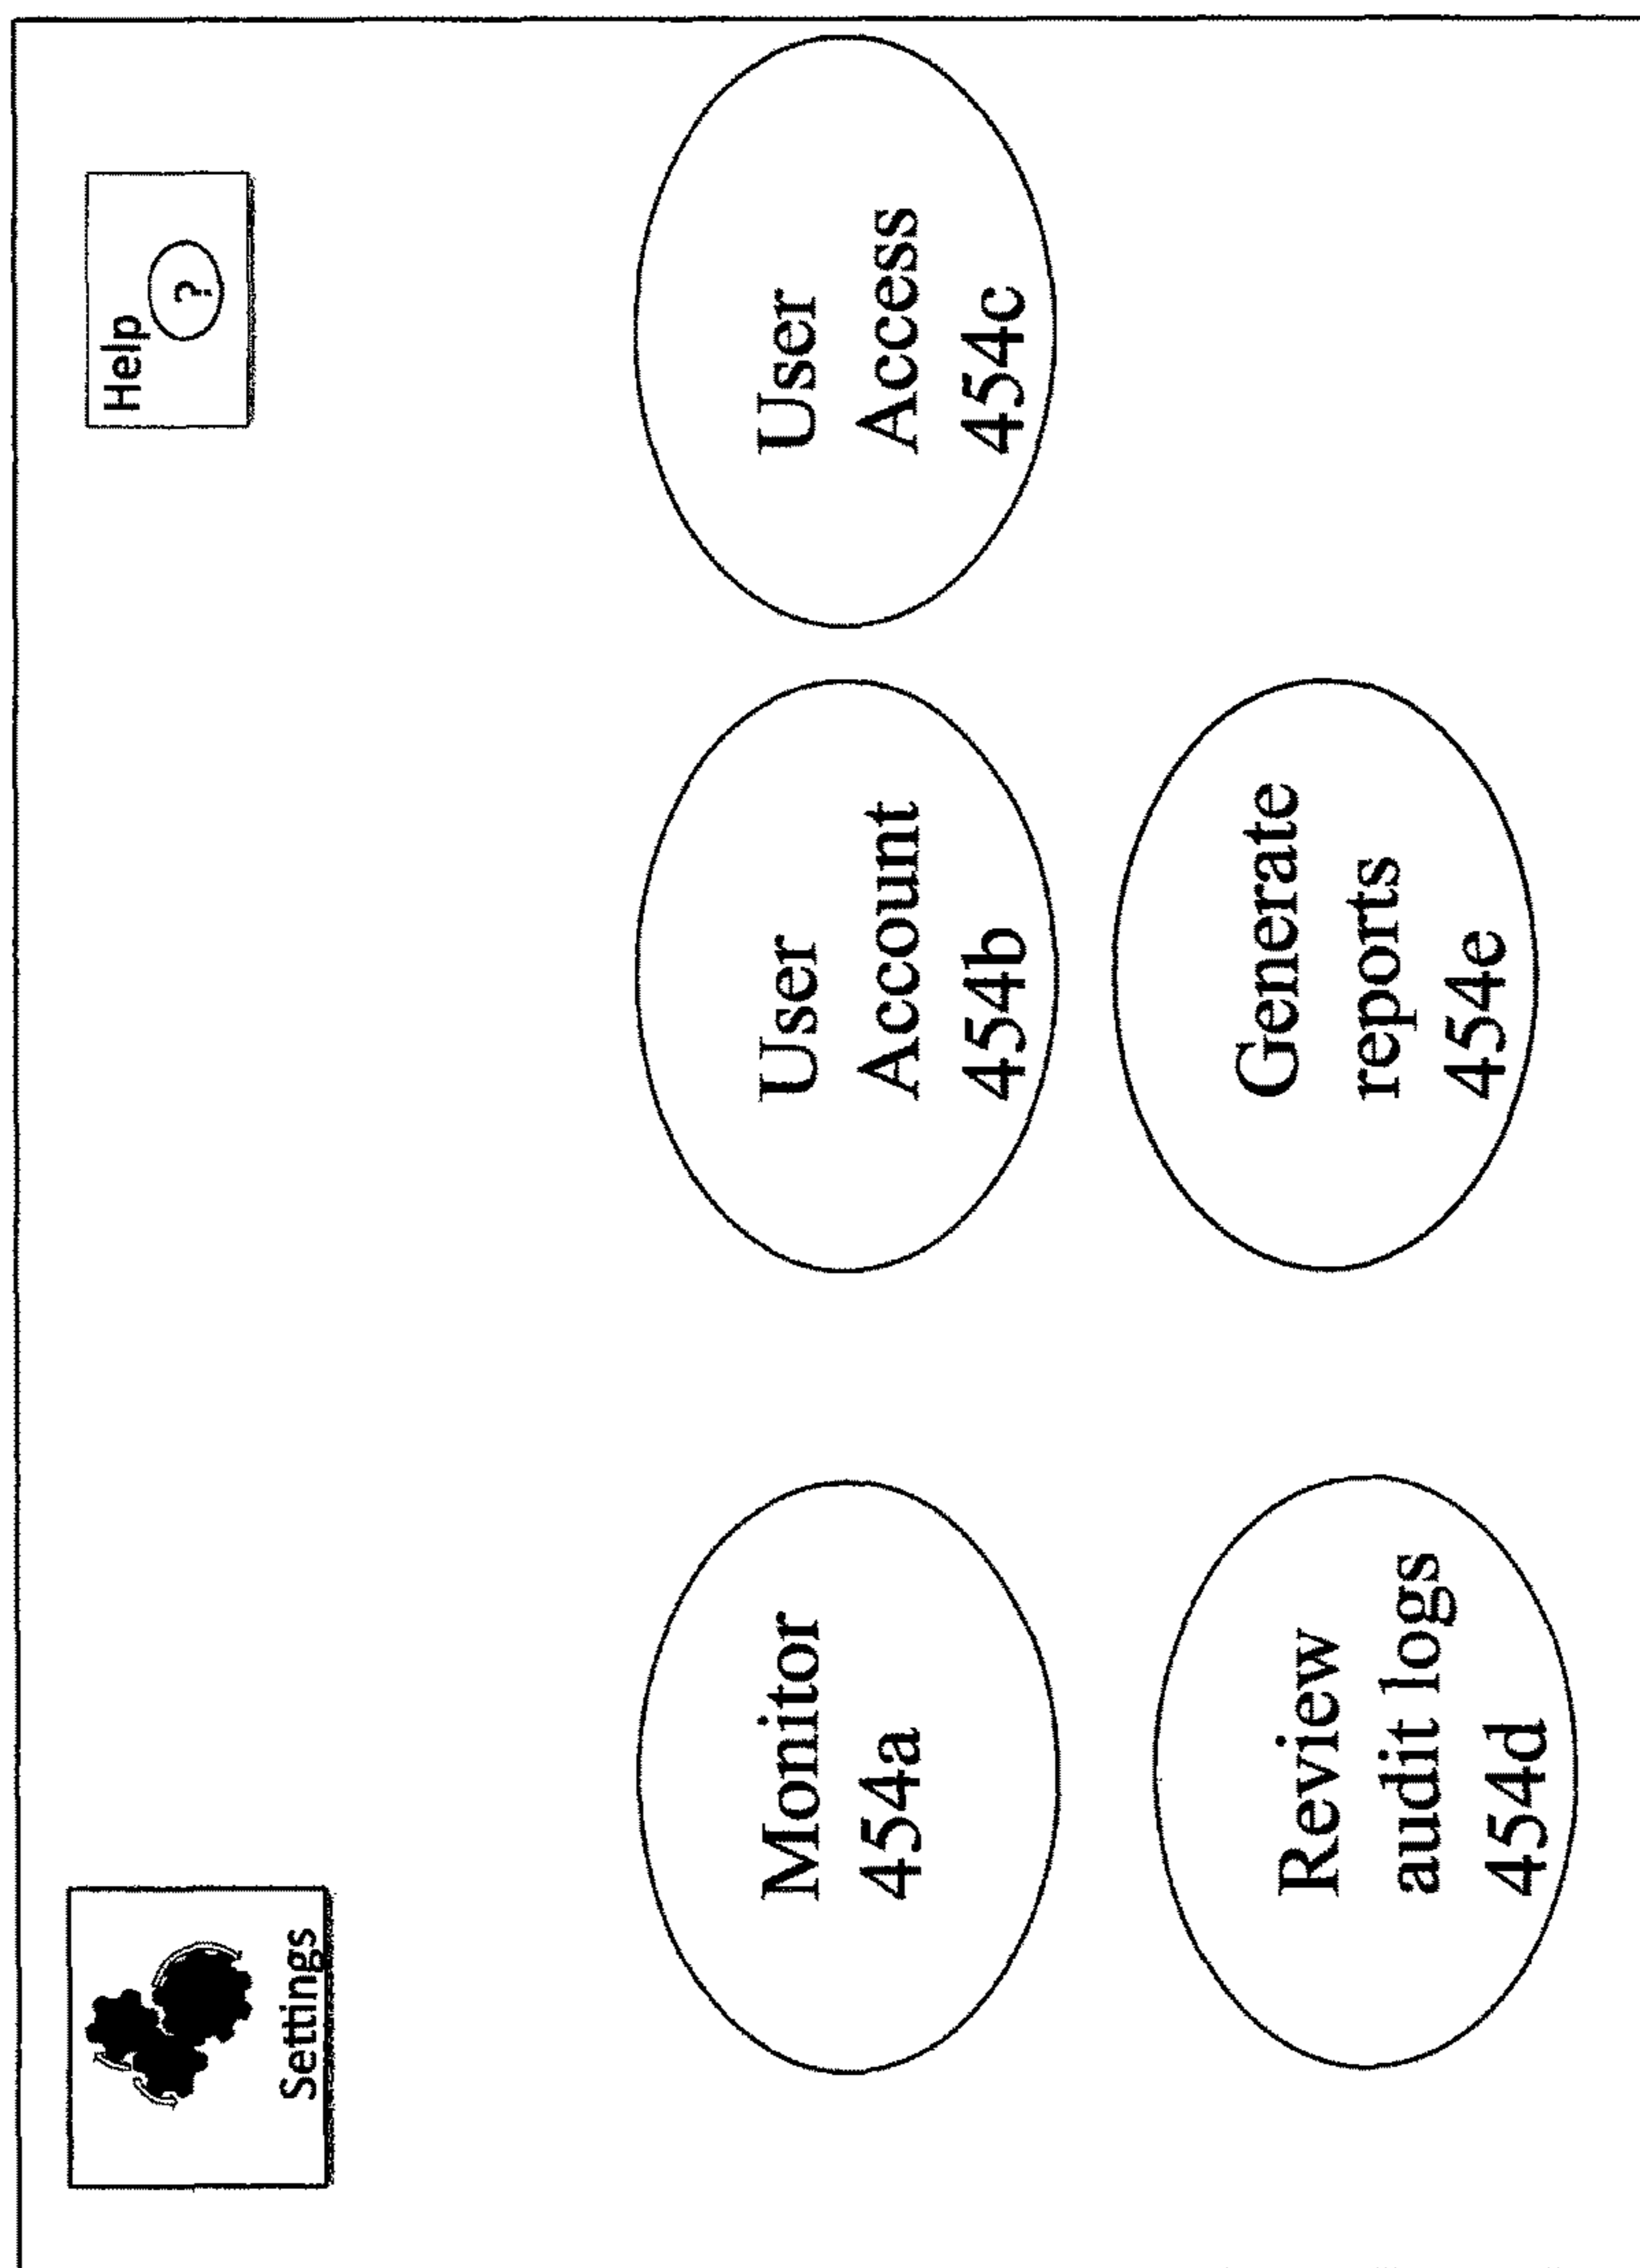 Settings
Help
?
Monitor
454a
User
Account
454b
User
Access
454c
Review
audit logs
454d
Generate
reports
454e